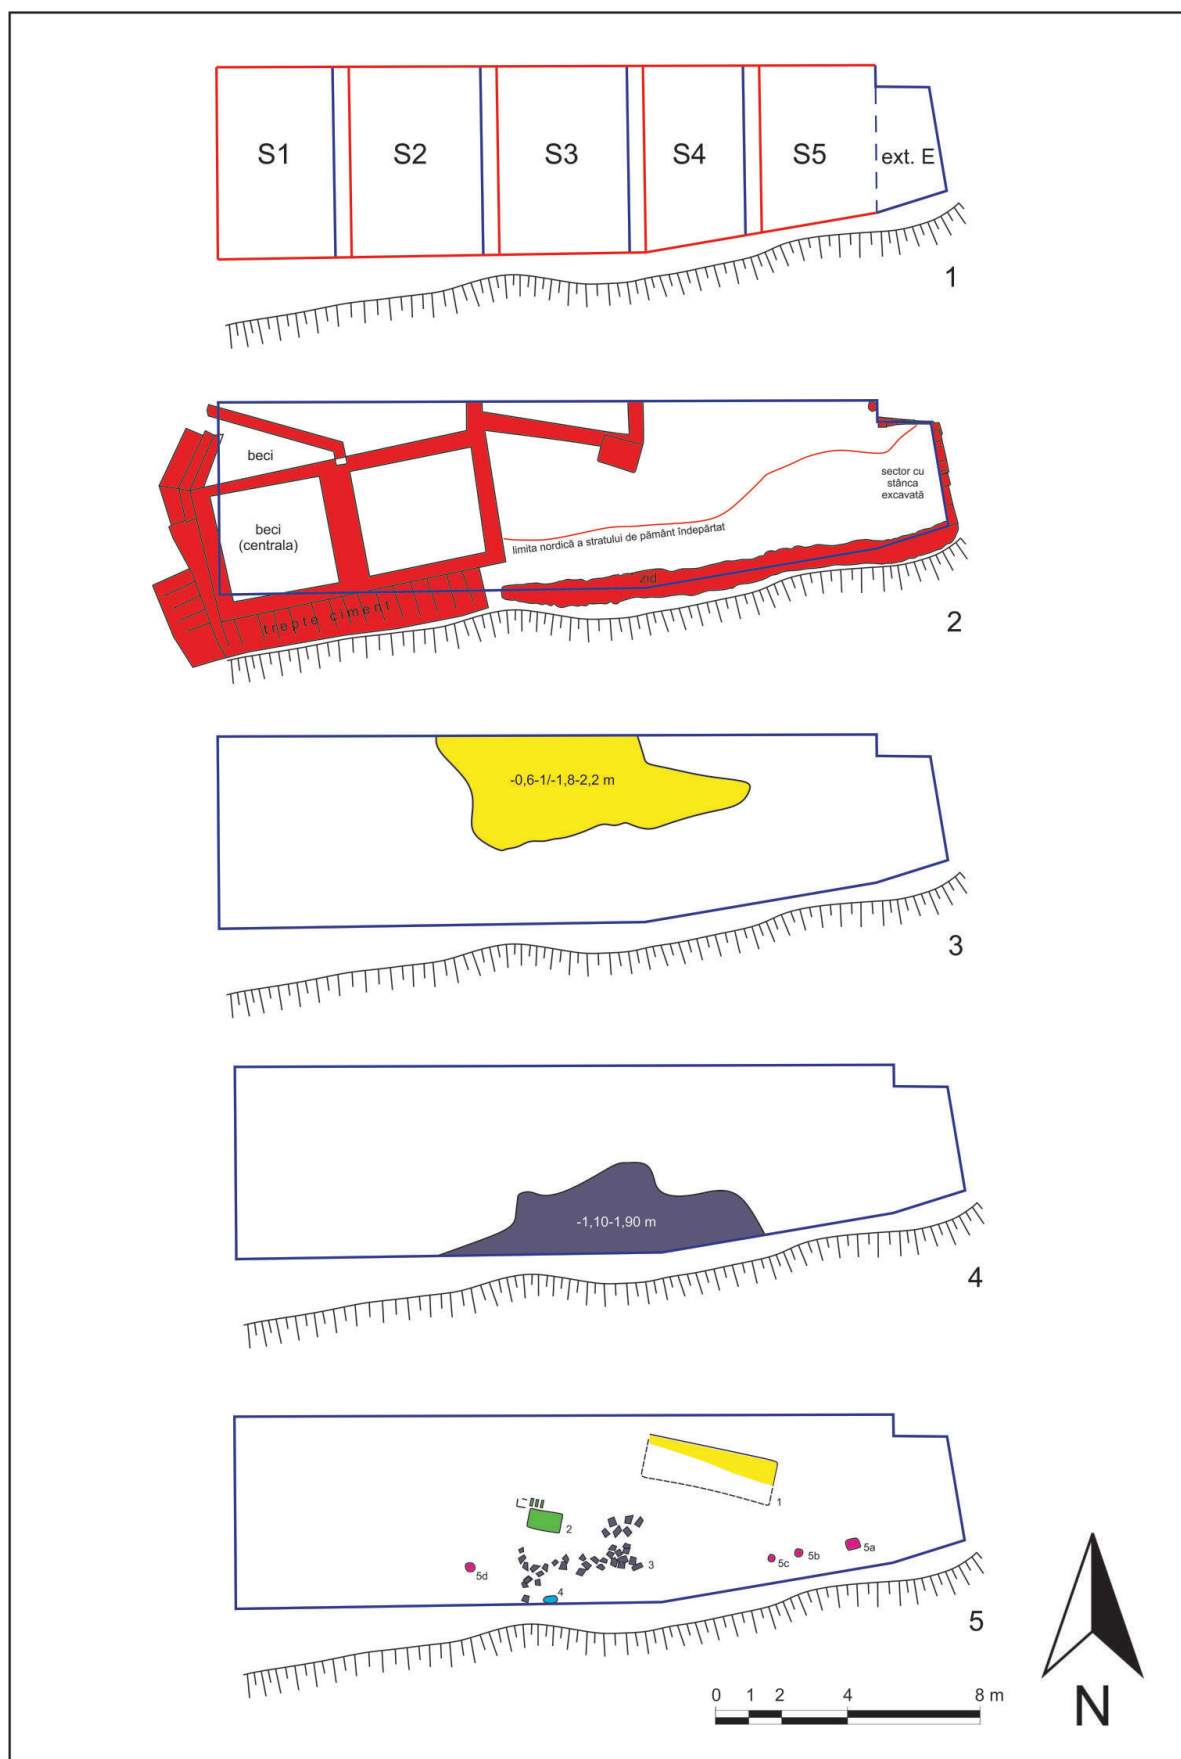 S1 S2 S3 S4 S5 ext. E
1
beci
beci
(centrala)
sector cu
stânca
excavată
limita nordică a stratului de pământ îndepărtat
zid
trepte ciment
2
-0,6-1/-1,8-2,2 m
3
-1,10-1,90 m
4
1
2
3
4
5a
5b
5c
5d
5
0 1 2 4 8 m
N